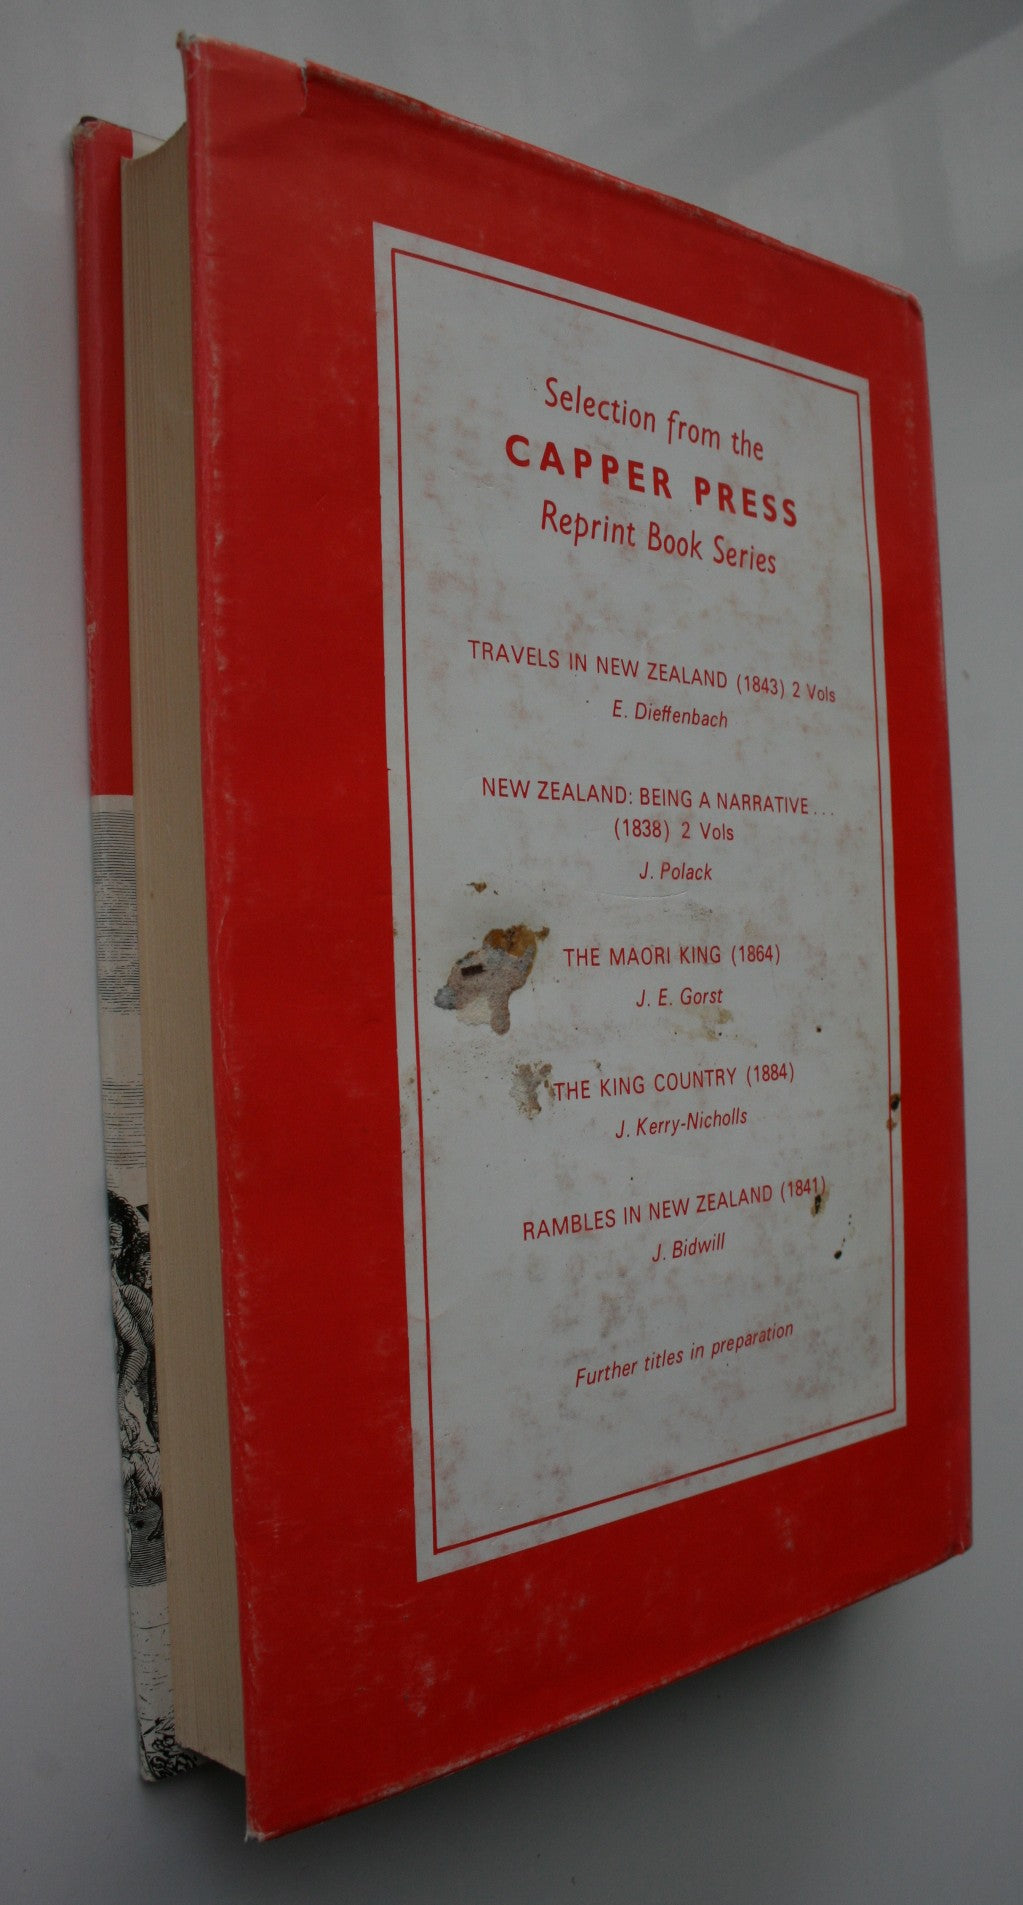 Selection from the
CAPPER PRESS
Reprint Book Series
TRAVELS IN NEW ZEALAND (1843) 2 Vols
E. Dieffenbach
NEW ZEALAND: BEING A NARRATIVE...
(1838) 2 Vols
J. Polack
THE MAORI KING (1864)
J. E. Gorst
THE KING COUNTRY (1884)
J. Kerry-Nicholls
RAMBLES IN NEW ZEALAND (1841)
J. Bidwill
Further titles in preparation